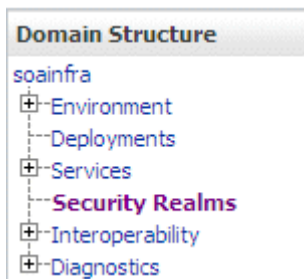 Domain Structure
soainfra
Environment
Deployments
Services
Security Realms
Interoperability
Diagnostics